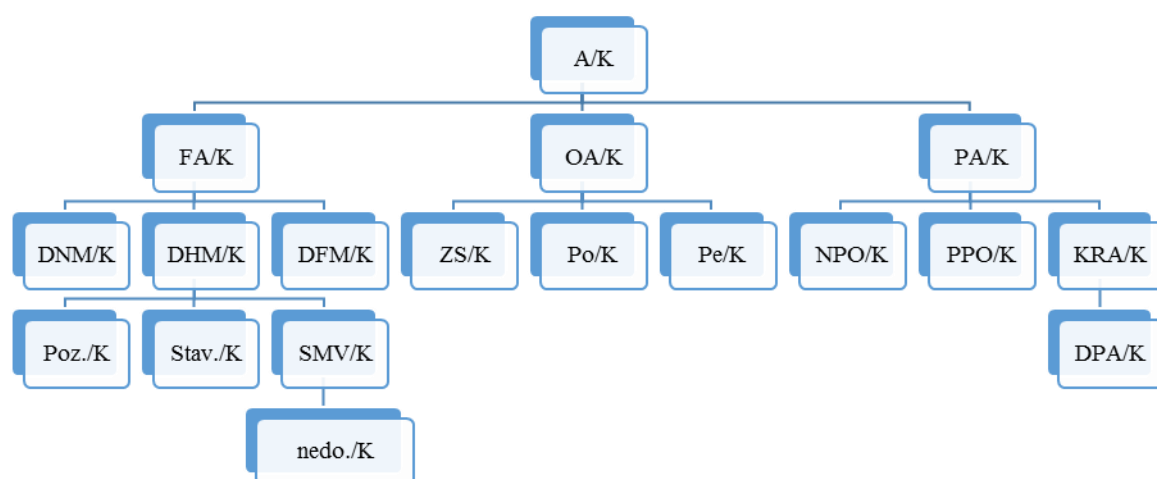 A/K
FA/K
OA/K
PA/K
DNM/K
DHM/K
DFM/K
ZS/K
Po/K
Pe/K
NPO/K
PPO/K
KRA/K
Poz./K
Stav./K
SMV/K
DPA/K
nedo./K